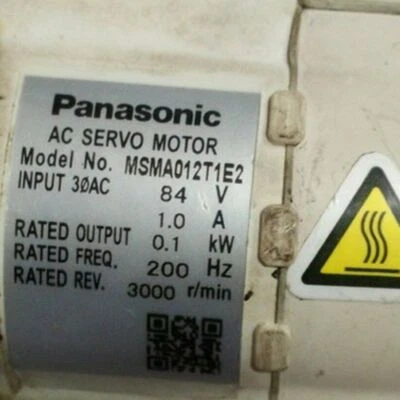 Panasonic
AC SERVO MOTOR
Model No. MSMA012T1E2
INPUT 3øAC 84 V
1.0 A
RATED OUTPUT 0.1 kW
RATED FREQ. 200 Hz
RATED REV. 3000 r/min